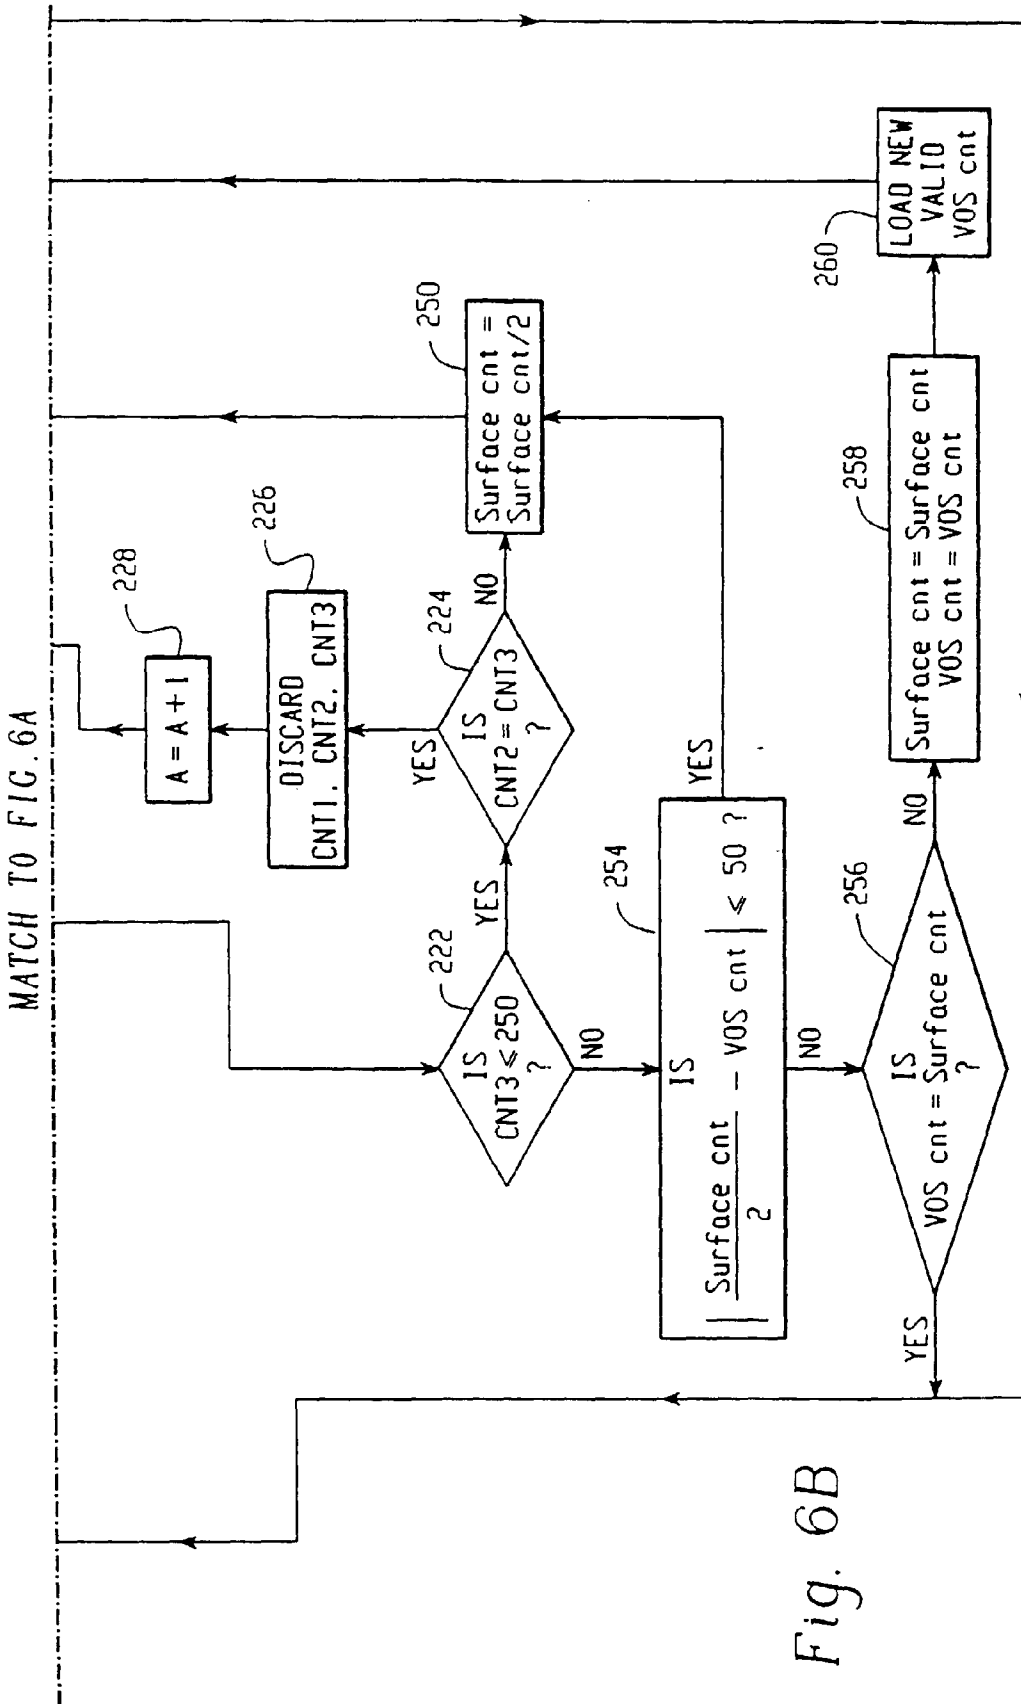 MATCH TO FIG. 6A
228
A = A + 1
226
DISCARD
CNT1, CNT2, CNT3
222
IS
CNT3 ⩽ 250
?
YES
NO
224
IS
CNT2 = CNT3
?
YES
NO
250
Surface cnt =
Surface cnt/2
254
IS
| Surface cnt
2
− VOS cnt | ⩽ 50 ?
YES
NO
256
IS
VOS cnt = Surface cnt
?
YES
NO
258
Surface cnt = Surface cnt
VOS cnt = VOS cnt
260
LOAD NEW
VALID
VOS cnt
Fig. 6B